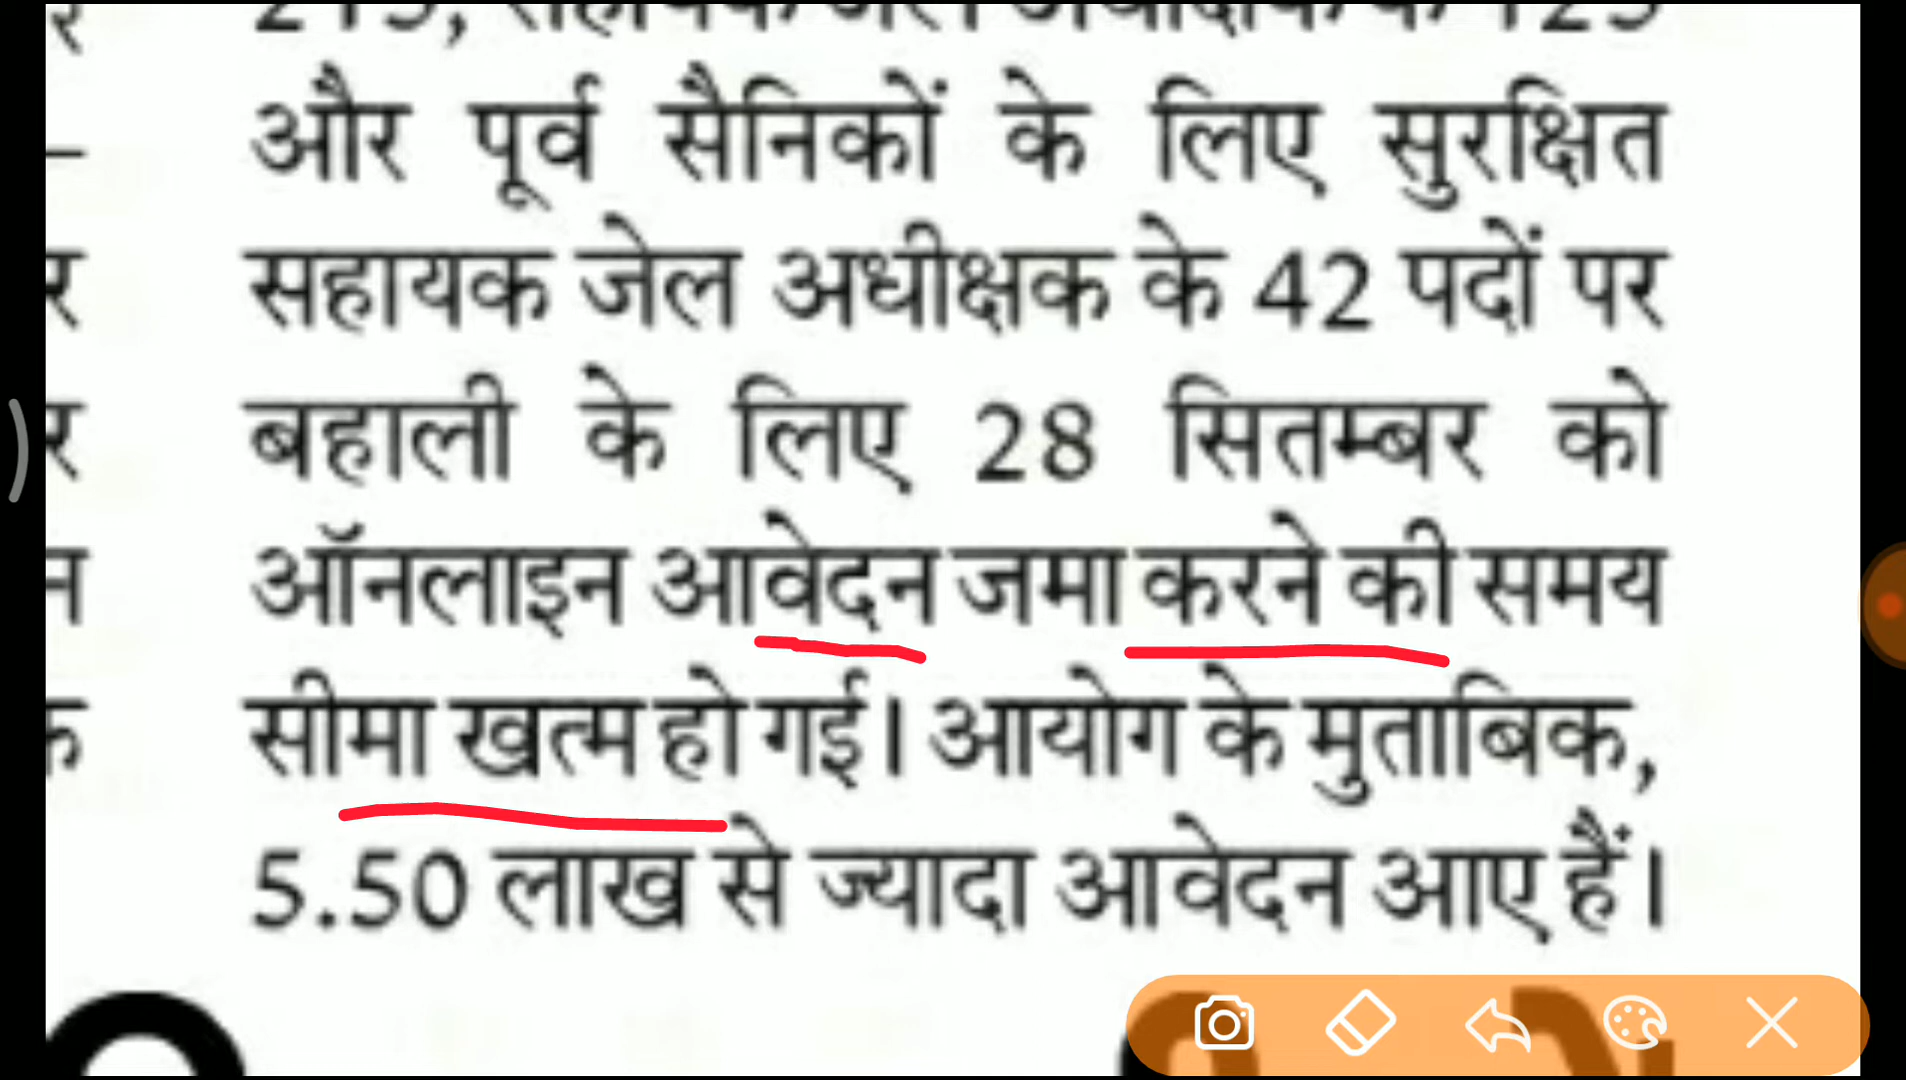 और पूर्व सैनिकों के लिए सुरक्षित
सहायक जेल अधीक्षक के 42 पदों पर
बहाली के लिए 28 सितम्बर को
ऑनलाइन आवेदन जमा करने की समय
सीमा खत्म हो गई। आयोग के मुताबिक,
5.50 लाख से ज्यादा आवेदन आए हैं।